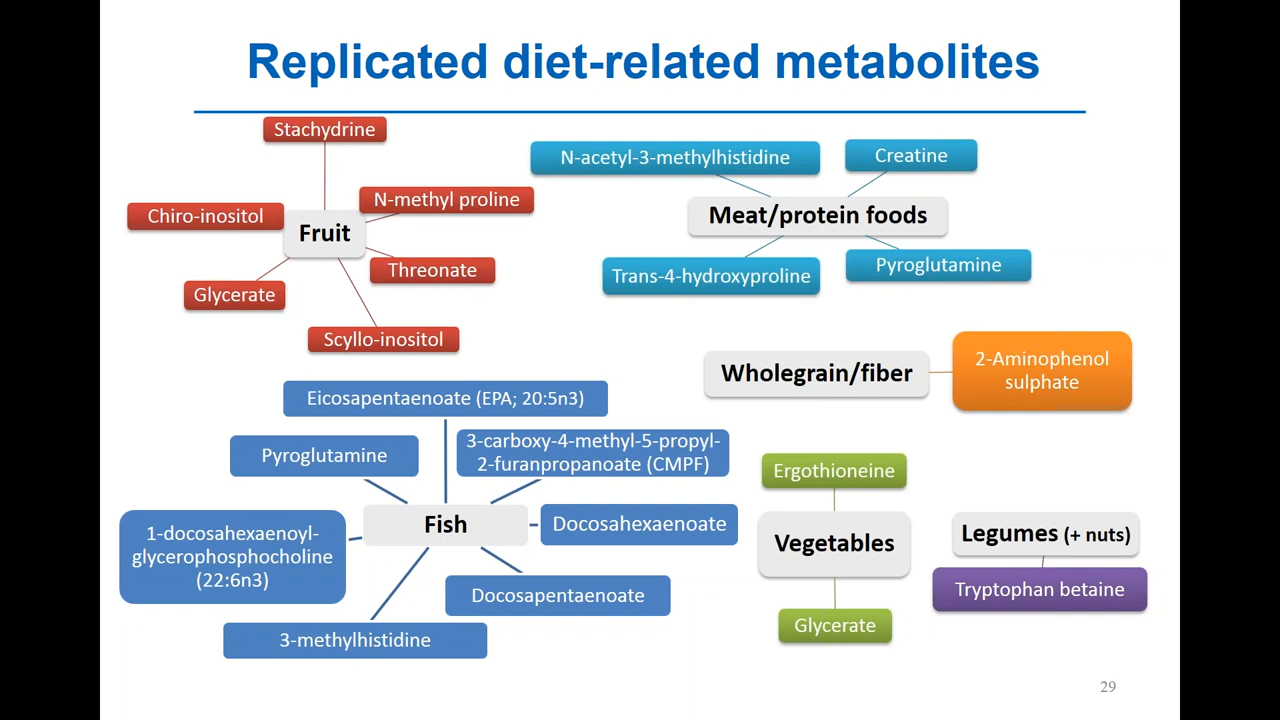 Replicated diet-related metabolites
Stachydrine
N-methyl proline
Chiro-inositol
Fruit
Threonate
Glycerate
Scyllo-inositol
N-acetyl-3-methylhistidine
Creatine
Meat/protein foods
Trans-4-hydroxyproline
Pyroglutamine
Wholegrain/fiber
2-Aminophenol
sulphate
Eicosapentaenoate (EPA; 20:5n3)
Pyroglutamine
3-carboxy-4-methyl-5-propyl-
2-furanpropanoate (CMPF)
Fish
Docosahexaenoate
1-docosahexaenoyl-
glycerophosphocholine
(22:6n3)
Docosapentaenoate
3-methylhistidine
Ergothioneine
Vegetables
Glycerate
Legumes (+ nuts)
Tryptophan betaine
29